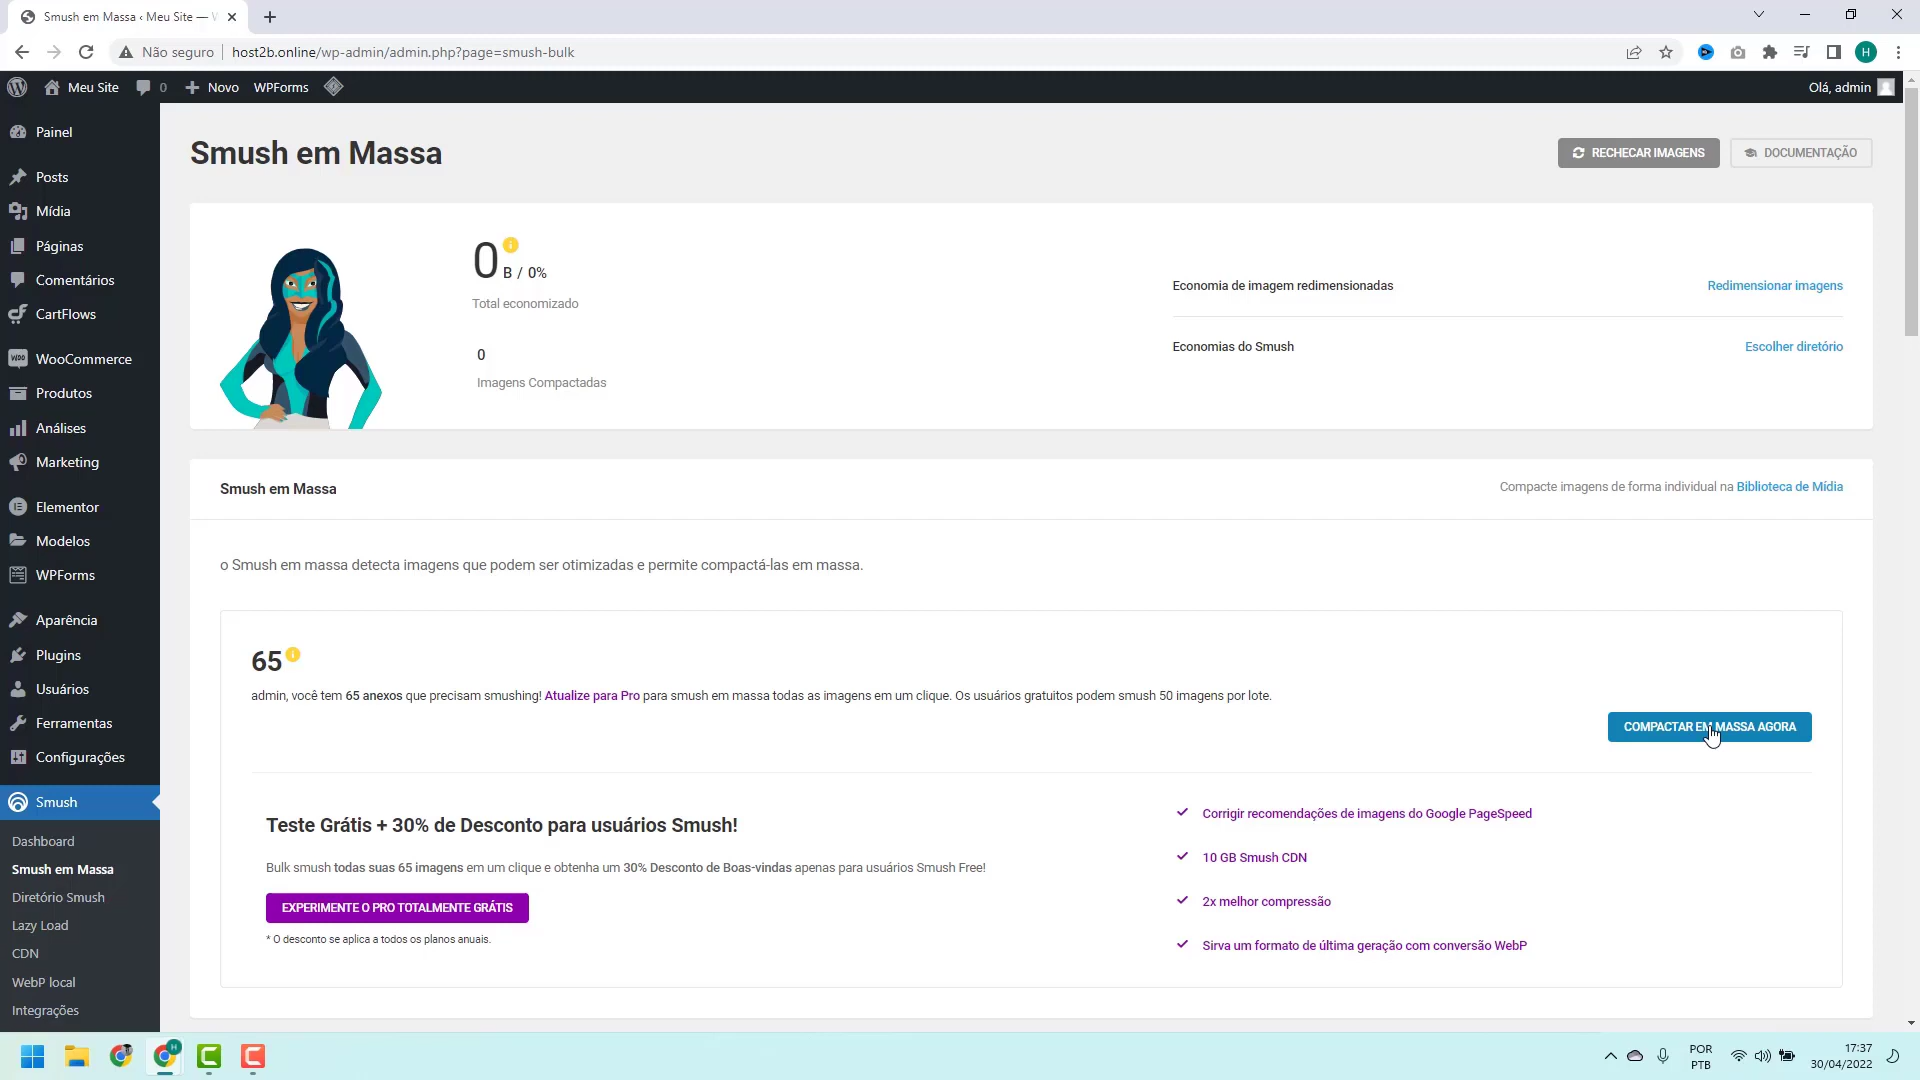 Smush em Massa ‹ Meu Site —
Não seguro
host2b.online/wp-admin/admin.php?page=smush-bulk
H
Meu Site
0
Novo
WPForms
Olá, admin
Painel
Posts
Mídia
Páginas
Comentários
CartFlows
WooCommerce
Produtos
Análises
Marketing
Elementor
Modelos
WPForms
Aparência
Plugins
Usuários
Ferramentas
Configurações
Smush
Dashboard
Smush em Massa
Diretório Smush
Lazy Load
CDN
WebP local
Integrações
Smush em Massa
RECHECAR IMAGENS
DOCUMENTAÇÃO
0 B / 0%
Total economizado
0
Imagens Compactadas
Economia de imagem redimensionadas
Redimensionar imagens
Economias do Smush
Escolher diretório
Smush em Massa
Compacte imagens de forma individual na Biblioteca de Mídia
o Smush em massa detecta imagens que podem ser otimizadas e permite compactá-las em massa.
65
admin, você tem 65 anexos que precisam smushing! Atualize para Pro para smush em massa todas as imagens em um clique. Os usuários gratuitos podem smush 50 imagens por lote.
COMPACTAR EM MASSA AGORA
Teste Grátis + 30% de Desconto para usuários Smush!
Bulk smush todas suas 65 imagens em um clique e obtenha um 30% Desconto de Boas-vindas apenas para usuários Smush Free!
EXPERIMENTE O PRO TOTALMENTE GRÁTIS
* O desconto se aplica a todos os planos anuais.
Corrigir recomendações de imagens do Google PageSpeed
10 GB Smush CDN
2x melhor compressão
Sirva um formato de última geração com conversão WebP
POR
PTB
17:37
30/04/2022